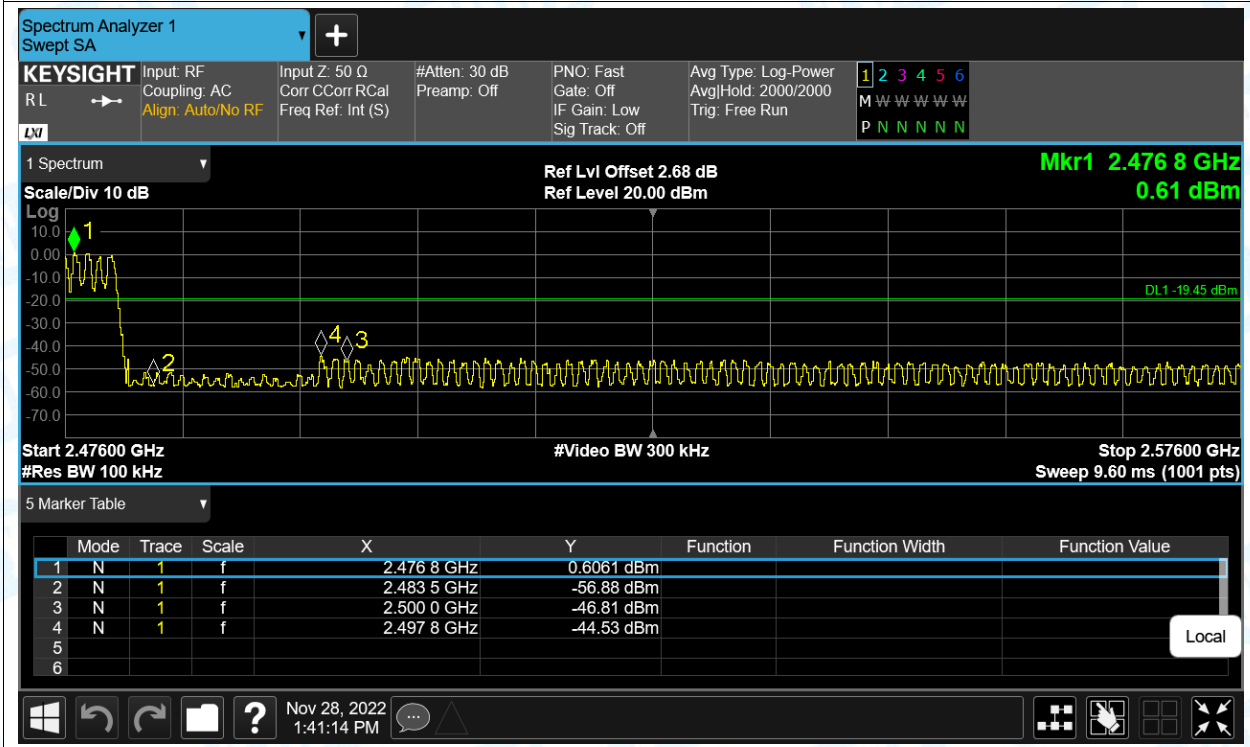 Spectrum Analyzer 1
Swept SA
+
KEYSIGHT Input: RF Input Z: 50 Ω #Atten: 30 dB PNO: Fast Avg Type: Log-Power 1 2 3 4 5 6
R L Coupling: AC Corr CCorr RCal Preamp: Off Gate: Off Avg|Hold: 2000/2000 M W W W W W W
Align: Auto/No RF Freq Ref: Int (S) IF Gain: Low Trig: Free Run
LXI Sig Track: Off P N N N N N N
1 Spectrum Ref Lvl Offset 2.68 dB Mkr1 2.476 8 GHz
Scale/Div 10 dB Ref Level 20.00 dBm 0.61 dBm
Log
10.0 1
0.00
-10.0
-20.0 DL1 -19.45 dBm
-30.0
-40.0 4 3
-50.0 2
-60.0
-70.0
Start 2.47600 GHz #Video BW 300 kHz Stop 2.57600 GHz
#Res BW 100 kHz Sweep 9.60 ms (1001 pts)
5 Marker Table
Mode Trace Scale X Y Function Function Width Function Value
1 N 1 f 2.476 8 GHz 0.6061 dBm
2 N 1 f 2.483 5 GHz -56.88 dBm
3 N 1 f 2.500 0 GHz -46.81 dBm
4 N 1 f 2.497 8 GHz -44.53 dBm
5
6
Local
? Nov 28, 2022
1:41:14 PM